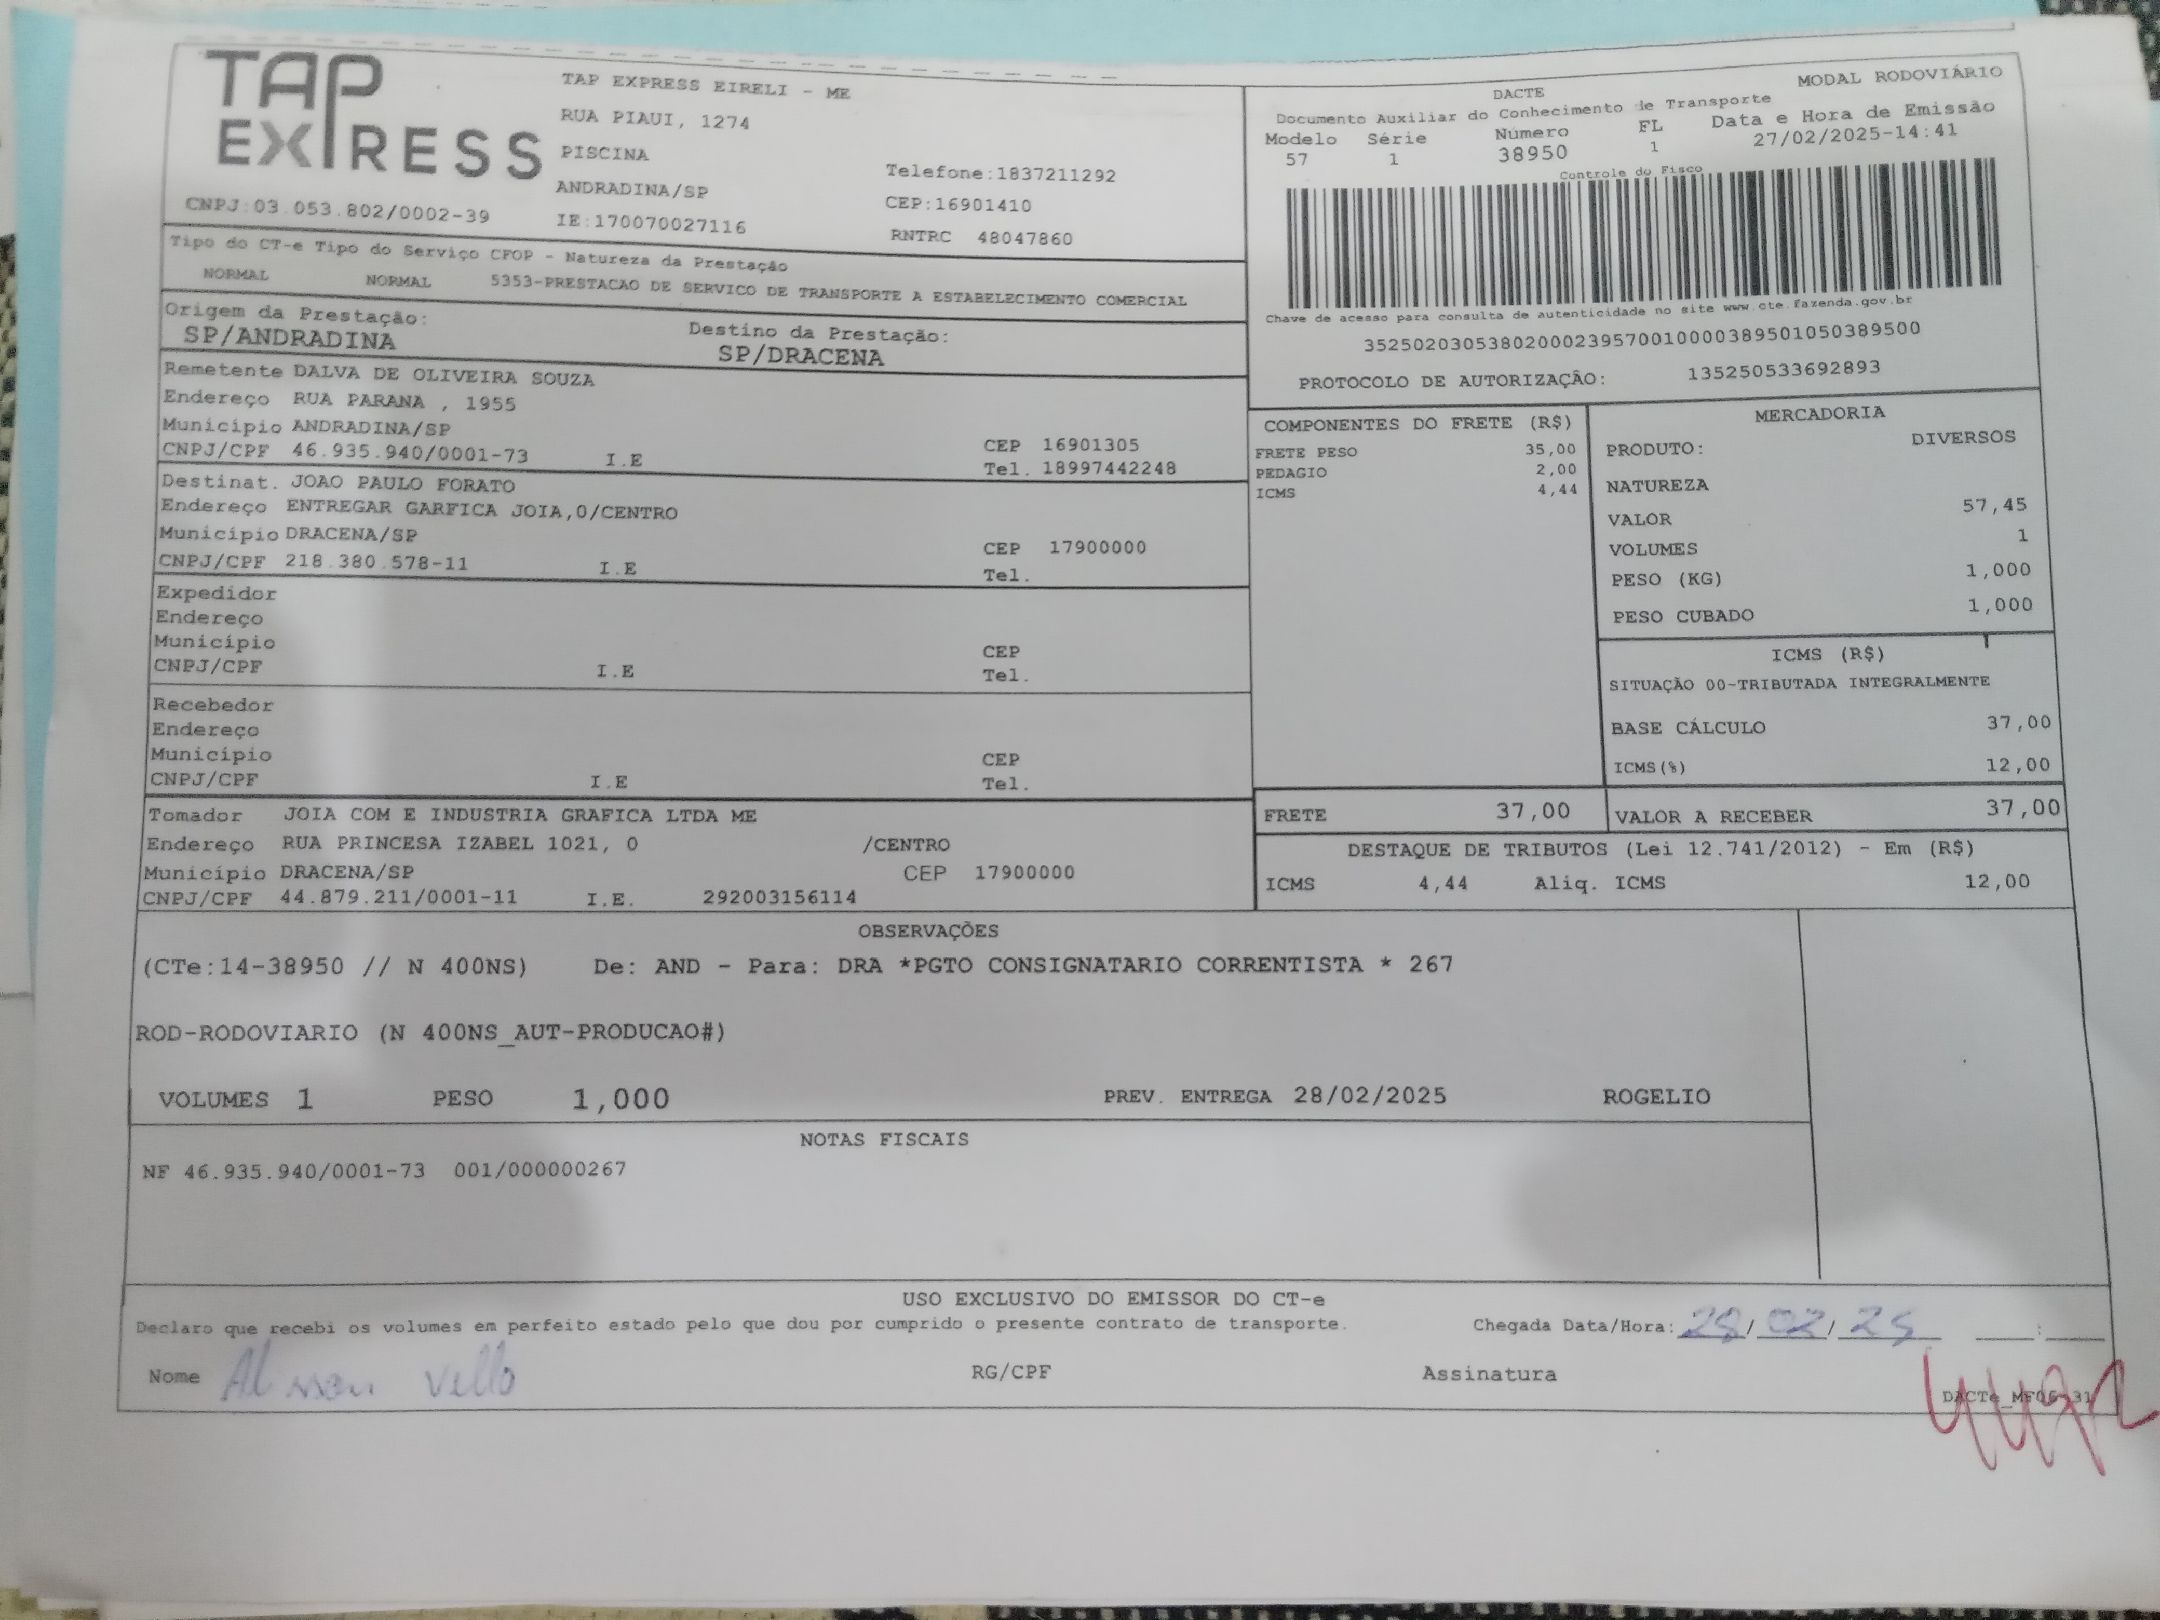 TAP
EXPRESS
TAP EXPRESS EIRELI - ME
RUA PIAUI, 1274
PISCINA
Telefone:1837211292
ANDRADINA/SP
CEP:16901410
CNPJ:03.053.802/0002-39
IE:170070027116
RNTRC 48047860
Tipo do CT-e Tipo do Serviço CFOP - Natureza da Prestação
NORMAL NORMAL 5353-PRESTACAO DE SERVICO DE TRANSPORTE A ESTABELECIMENTO COMERCIAL
Origem da Prestação: Destino da Prestação:
SP/ANDRADINA SP/DRACENA
MODAL RODOVIÁRIO
DACTE
Documento Auxiliar do Conhecimento de Transporte
Modelo Série Número FL Data e Hora de Emissão
57 1 38950 1 27/02/2025-14:41
Controle do Fisco
Chave de acesso para consulta de autenticidade no site www.cte.fazenda.gov.br
35250203053802000239570010000389501050389500
PROTOCOLO DE AUTORIZAÇÃO: 135250533692893
Remetente DALVA DE OLIVEIRA SOUZA
Endereço RUA PARANA , 1955
Município ANDRADINA/SP CEP 16901305
CNPJ/CPF 46.935.940/0001-73 I.E Tel. 18997442248
Destinat. JOAO PAULO FORATO
Endereço ENTREGAR GARFICA JOIA,0/CENTRO
Município DRACENA/SP CEP 17900000
CNPJ/CPF 218.380.578-11 I.E Tel.
Expedidor
Endereço
Município CEP
CNPJ/CPF I.E Tel.
Recebedor
Endereço
Município CEP
CNPJ/CPF I.E Tel.
Tomador JOIA COM E INDUSTRIA GRAFICA LTDA ME
Endereço RUA PRINCESA IZABEL 1021, 0 /CENTRO
Município DRACENA/SP CEP 17900000
CNPJ/CPF 44.879.211/0001-11 I.E. 292003156114
COMPONENTES DO FRETE (R$)
FRETE PESO 35,00
PEDAGIO 2,00
ICMS 4,44
MERCADORIA
PRODUTO: DIVERSOS
NATUREZA
VALOR 57,45
VOLUMES 1
PESO (KG) 1,000
PESO CUBADO 1,000
ICMS (R$)
SITUAÇÃO 00-TRIBUTADA INTEGRALMENTE
BASE CÁLCULO 37,00
ICMS(%) 12,00
FRETE 37,00 VALOR A RECEBER 37,00
DESTAQUE DE TRIBUTOS (Lei 12.741/2012) - Em (R$)
ICMS 4,44 Aliq. ICMS 12,00
OBSERVAÇÕES
(CTe:14-38950 // N 400NS) De: AND - Para: DRA *PGTO CONSIGNATARIO CORRENTISTA * 267
ROD-RODOVIARIO (N 400NS_AUT-PRODUCAO#)
VOLUMES 1 PESO 1,000 PREV. ENTREGA 28/02/2025 ROGELIO
NOTAS FISCAIS
NF 46.935.940/0001-73 001/000000267
USO EXCLUSIVO DO EMISSOR DO CT-e
Declaro que recebi os volumes em perfeito estado pelo que dou por cumprido o presente contrato de transporte. Chegada Data/Hora: 28/02/25 :
Nome Vello RG/CPF Assinatura
DACTe_MF06-31